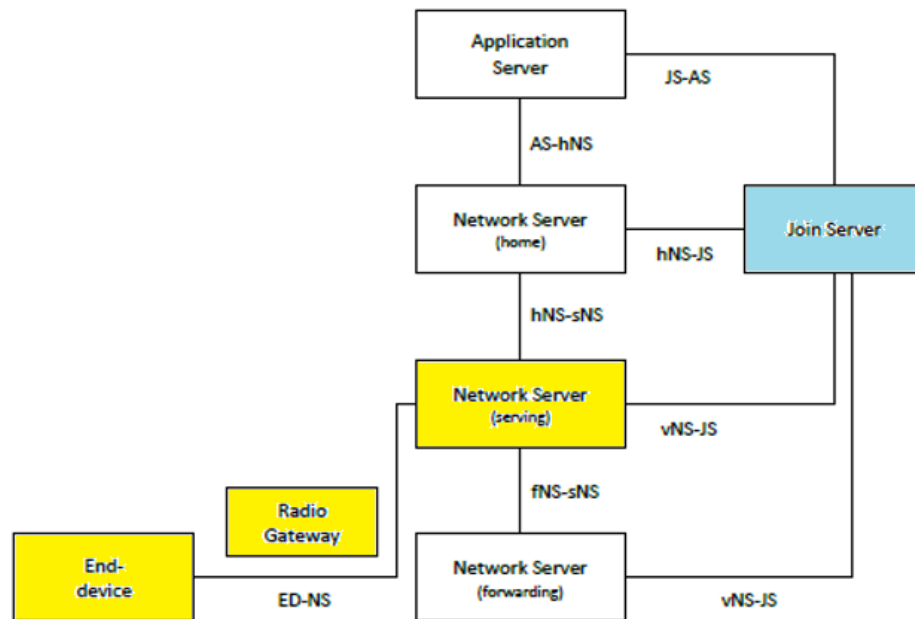 Application
Server
JS-AS
AS-hNS
Network Server
(home)
Join Server
hNS-JS
hNS-sNS
Network Server
(serving)
vNS-JS
fNS-sNS
Radio
Gateway
End-
device
Network Server
(forwarding)
ED-NS
vNS-JS